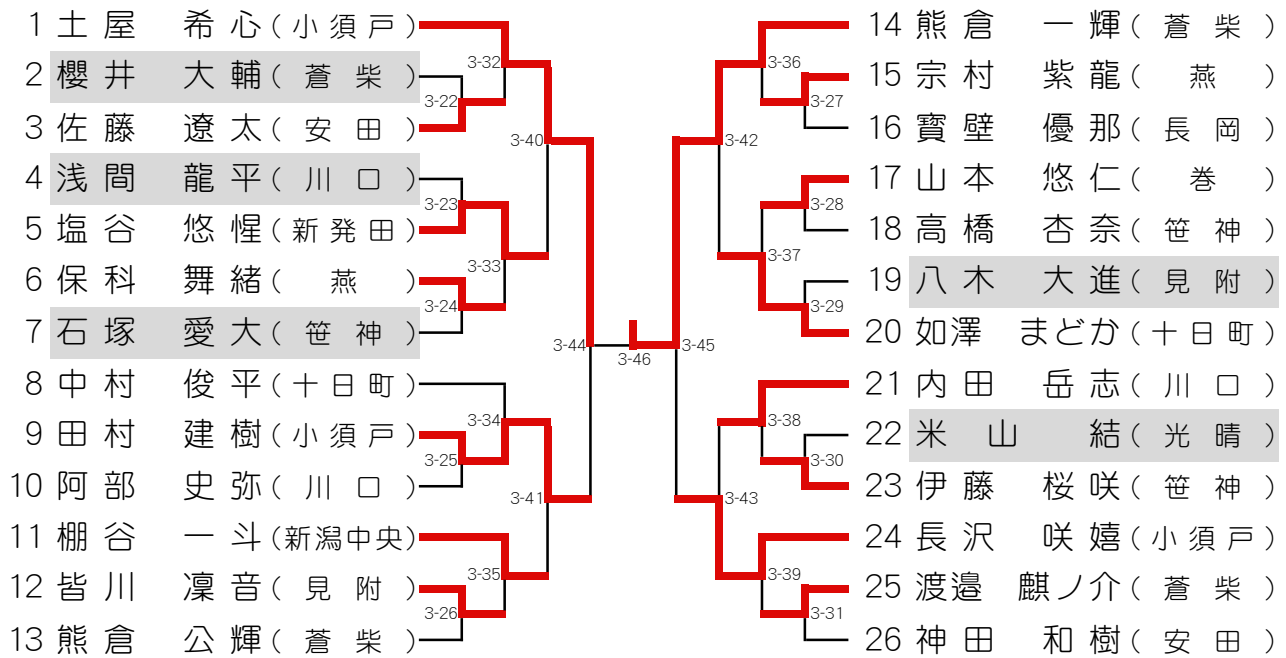 1 土屋 希心(小須戸)
2 櫻井 大輔(蒼柴)
3 佐藤 遼太(安田)
4 浅間 龍平(川口)
5 塩谷 悠惺(新発田)
6 保科 舞緒(燕)
7 石塚 愛大(笹神)
8 中村 俊平(十日町)
9 田村 建樹(小須戸)
10 阿部 史弥(川口)
11 棚谷 一斗(新潟中央)
12 皆川 凜音(見附)
13 熊倉 公輝(蒼柴)
3-22
3-23
3-24
3-25
3-26
3-32
3-33
3-34
3-35
3-40
3-41
3-44
3-46
3-45
3-42
3-43
3-36
3-37
3-38
3-39
3-27
3-28
3-29
3-30
3-31
14 熊倉 一輝(蒼柴)
15 宗村 紫龍(燕)
16 寳壁 優那(長岡)
17 山本 悠仁(巻)
18 高橋 杏奈(笹神)
19 八木 大進(見附)
20 如澤 まどか(十日町)
21 内田 岳志(川口)
22 米山 結(光晴)
23 伊藤 桜咲(笹神)
24 長沢 咲嬉(小須戸)
25 渡邉 麒ノ介(蒼柴)
26 神田 和樹(安田)